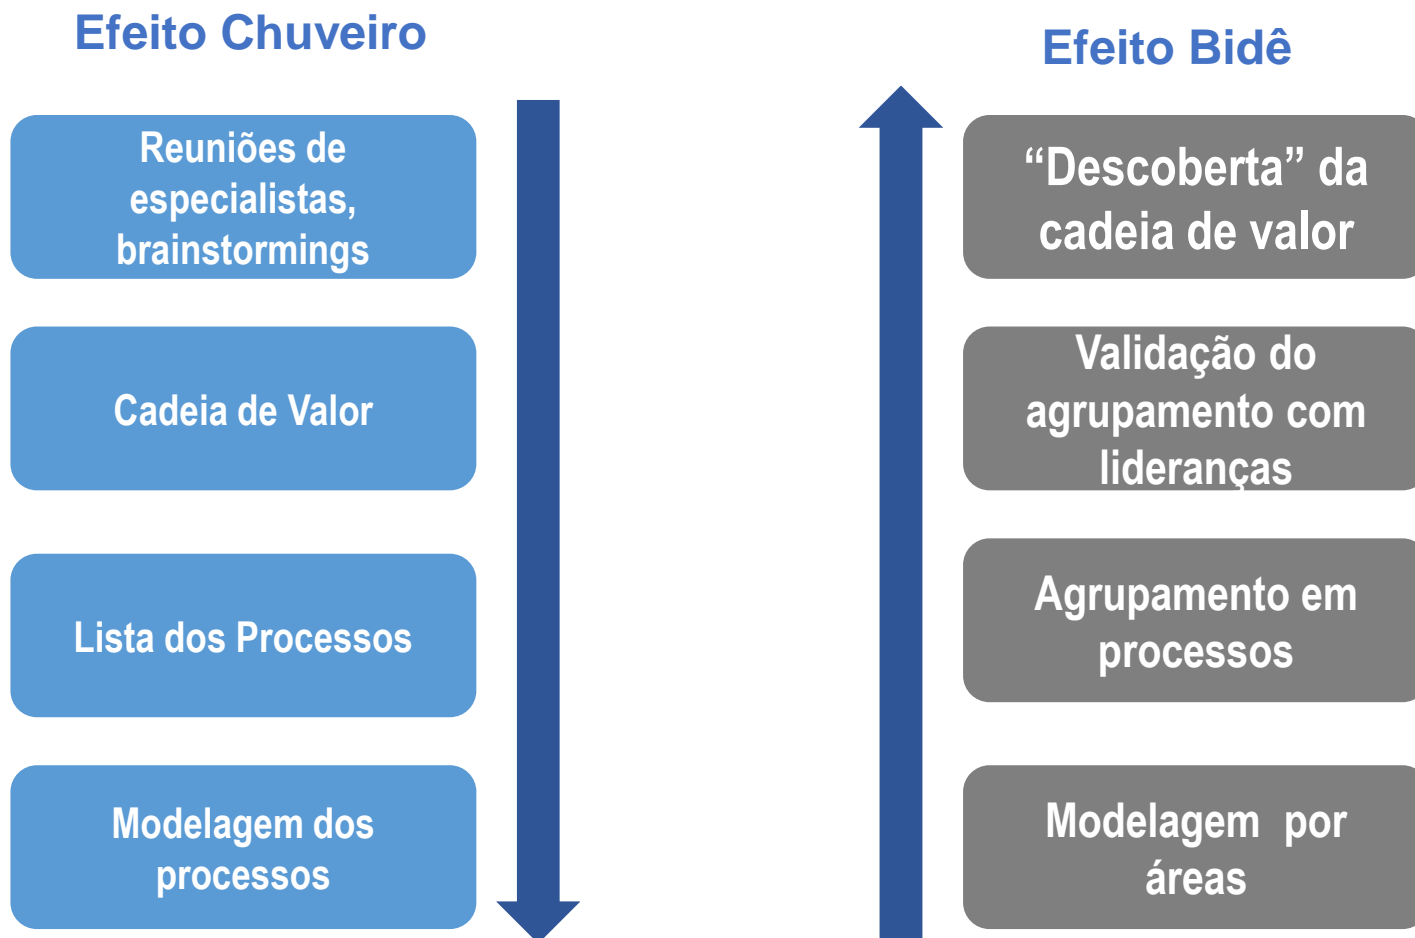 Efeito Chuveiro
Reuniões de
especialistas,
brainstormings
Cadeia de Valor
Lista dos Processos
Modelagem dos
processos
Efeito Bidê
“Descoberta” da
cadeia de valor
Validação do
agrupamento com
lideranças
Agrupamento em
processos
Modelagem por
áreas